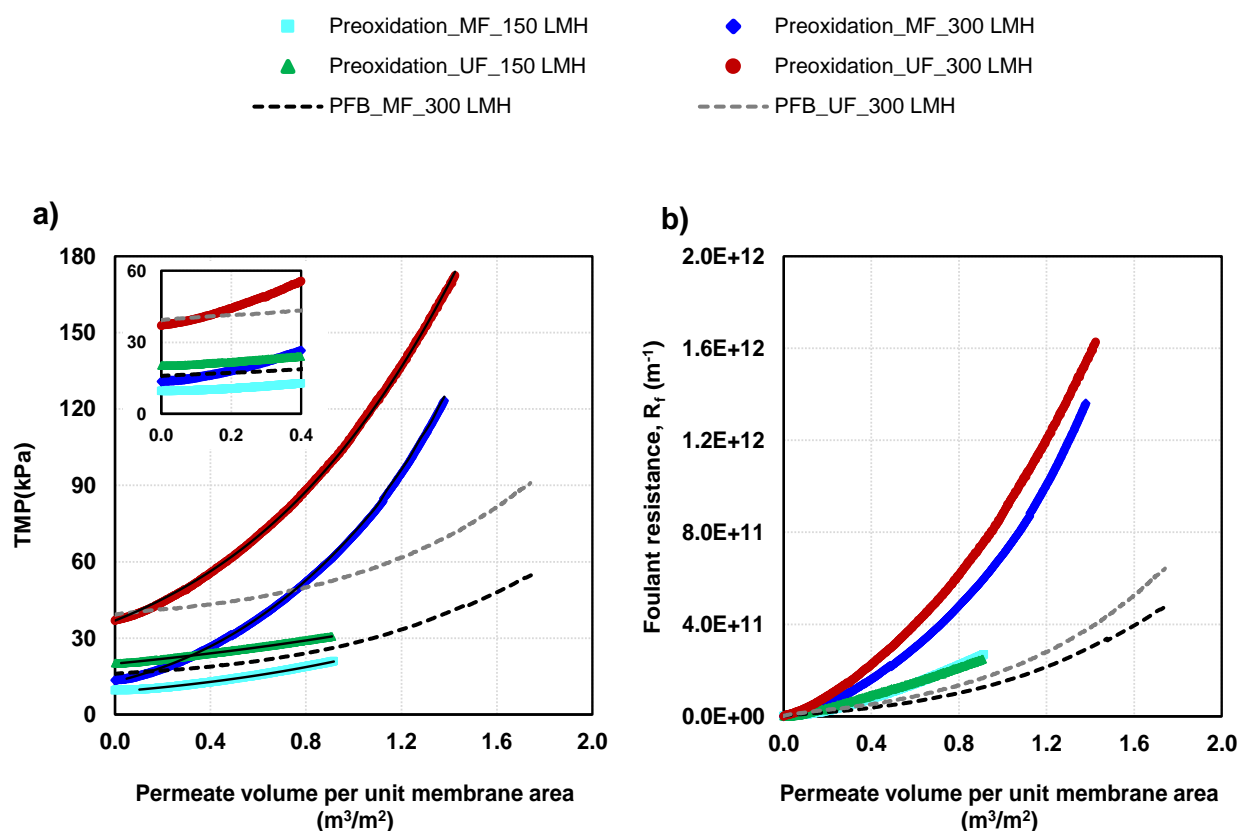 Preoxidation_MF_150 LMH
Preoxidation_MF_300 LMH
Preoxidation_UF_150 LMH
Preoxidation_UF_300 LMH
PFB_MF_300 LMH
PFB_UF_300 LMH
a)
180
150
120
90
60
30
0
0.0 0.4 0.8 1.2 1.6 2.0
TMP(kPa)
Permeate volume per unit membrane area
(m³/m²)
60
30
0
0.0 0.2 0.4
b)
2.0E+12
1.6E+12
1.2E+12
8.0E+11
4.0E+11
0.0E+00
0.0 0.4 0.8 1.2 1.6 2.0
Foulant resistance, R_f (m⁻¹)
Permeate volume per unit membrane area
(m³/m²)